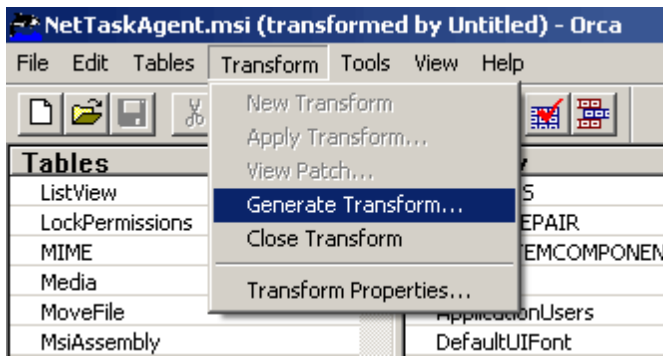 NetTaskAgent.msi (transformed by Untitled) - Orca
File Edit Tables Transform Tools View Help
New Transform
Apply Transform...
View Patch...
Generate Transform...
Close Transform
Transform Properties...
Tables
ListView
LockPermissions
MIME
Media
MoveFile
MsiAssembly
ApplicationUsers
DefaultUIFont